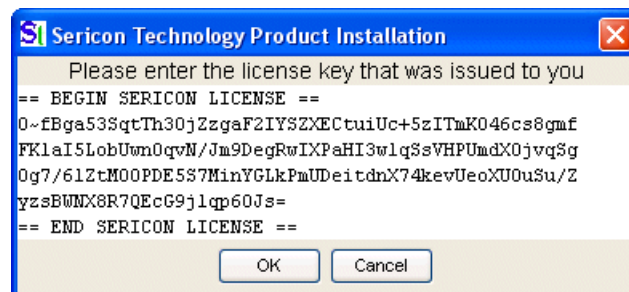 Sericon Technology Product Installation
Please enter the license key that was issued to you
== BEGIN SERICON LICENSE ==
0~fBga53SqtTh30jZzgaF2IYSZXECtuiUc+5zITmK046cs8gmf
FKlaI5LobUwn0qvN/Jm9DegRwIXPaHI3wlqSsVHPUmdX0jvqSg
0g7/6lZtM00PDE5S7MinYGLkPmUDeitdnX74kevUeoXU0uSu/Z
yzsBWNX8R7QEcG9jlqp60Js=
== END SERICON LICENSE ==
OK
Cancel